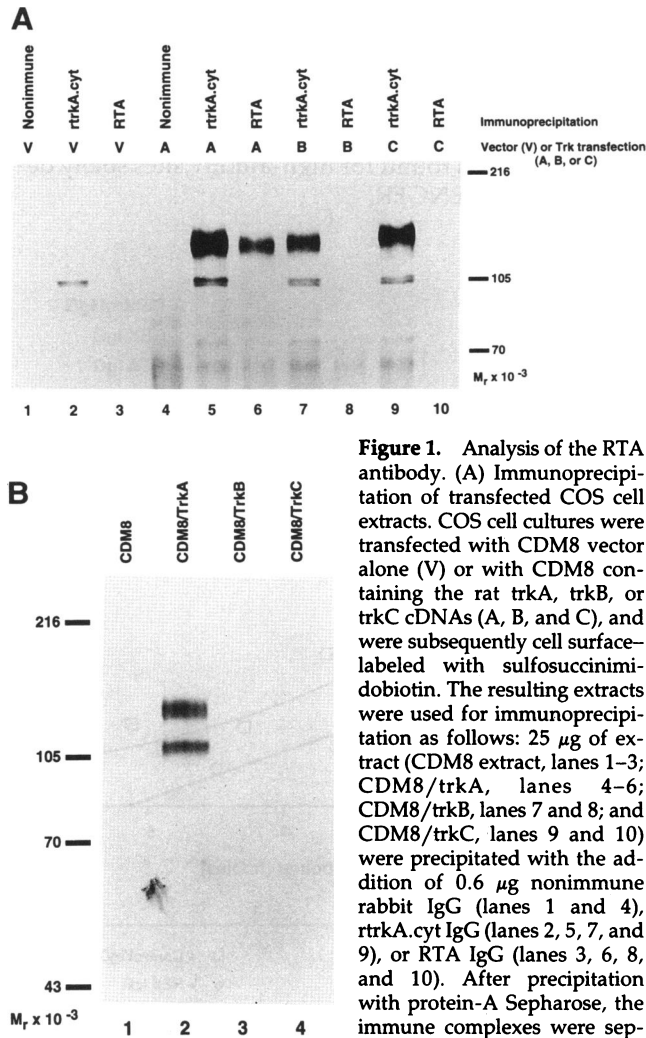 A
Nonimmune rtrkA.cyt RTA Nonimmune rtrkA.cyt RTA rtrkA.cyt RTA rtrkA.cyt RTA Immunoprecipitation
V V V A A A B B C C Vector (V) or Trk transfection
(A, B, or C)
216
105
70
Mr x 10 -3
1 2 3 4 5 6 7 8 9 10
B
CDM8 CDM8/TrkA CDM8/TrkB CDM8/TrkC
216
105
70
43
Mr x 10 -3
1 2 3 4
Figure 1. Analysis of the RTA
antibody. (A) Immunoprecipi-
tation of transfected COS cell
extracts. COS cell cultures were
transfected with CDM8 vector
alone (V) or with CDM8 con-
taining the rat trkA, trkB, or
trkC cDNAs (A, B, and C), and
were subsequently cell surface–
labeled with sulfosuccinimi-
dobiotin. The resulting extracts
were used for immunoprecipi-
tation as follows: 25 μg of ex-
tract (CDM8 extract, lanes 1–3;
CDM8/trkA, lanes 4–6;
CDM8/trkB, lanes 7 and 8; and
CDM8/trkC, lanes 9 and 10)
were precipitated with the ad-
dition of 0.6 μg nonimmune
rabbit IgG (lanes 1 and 4),
rtrkA.cyt IgG (lanes 2, 5, 7, and
9), or RTA IgG (lanes 3, 6, 8,
and 10). After precipitation
with protein-A Sepharose, the
immune complexes were sep-